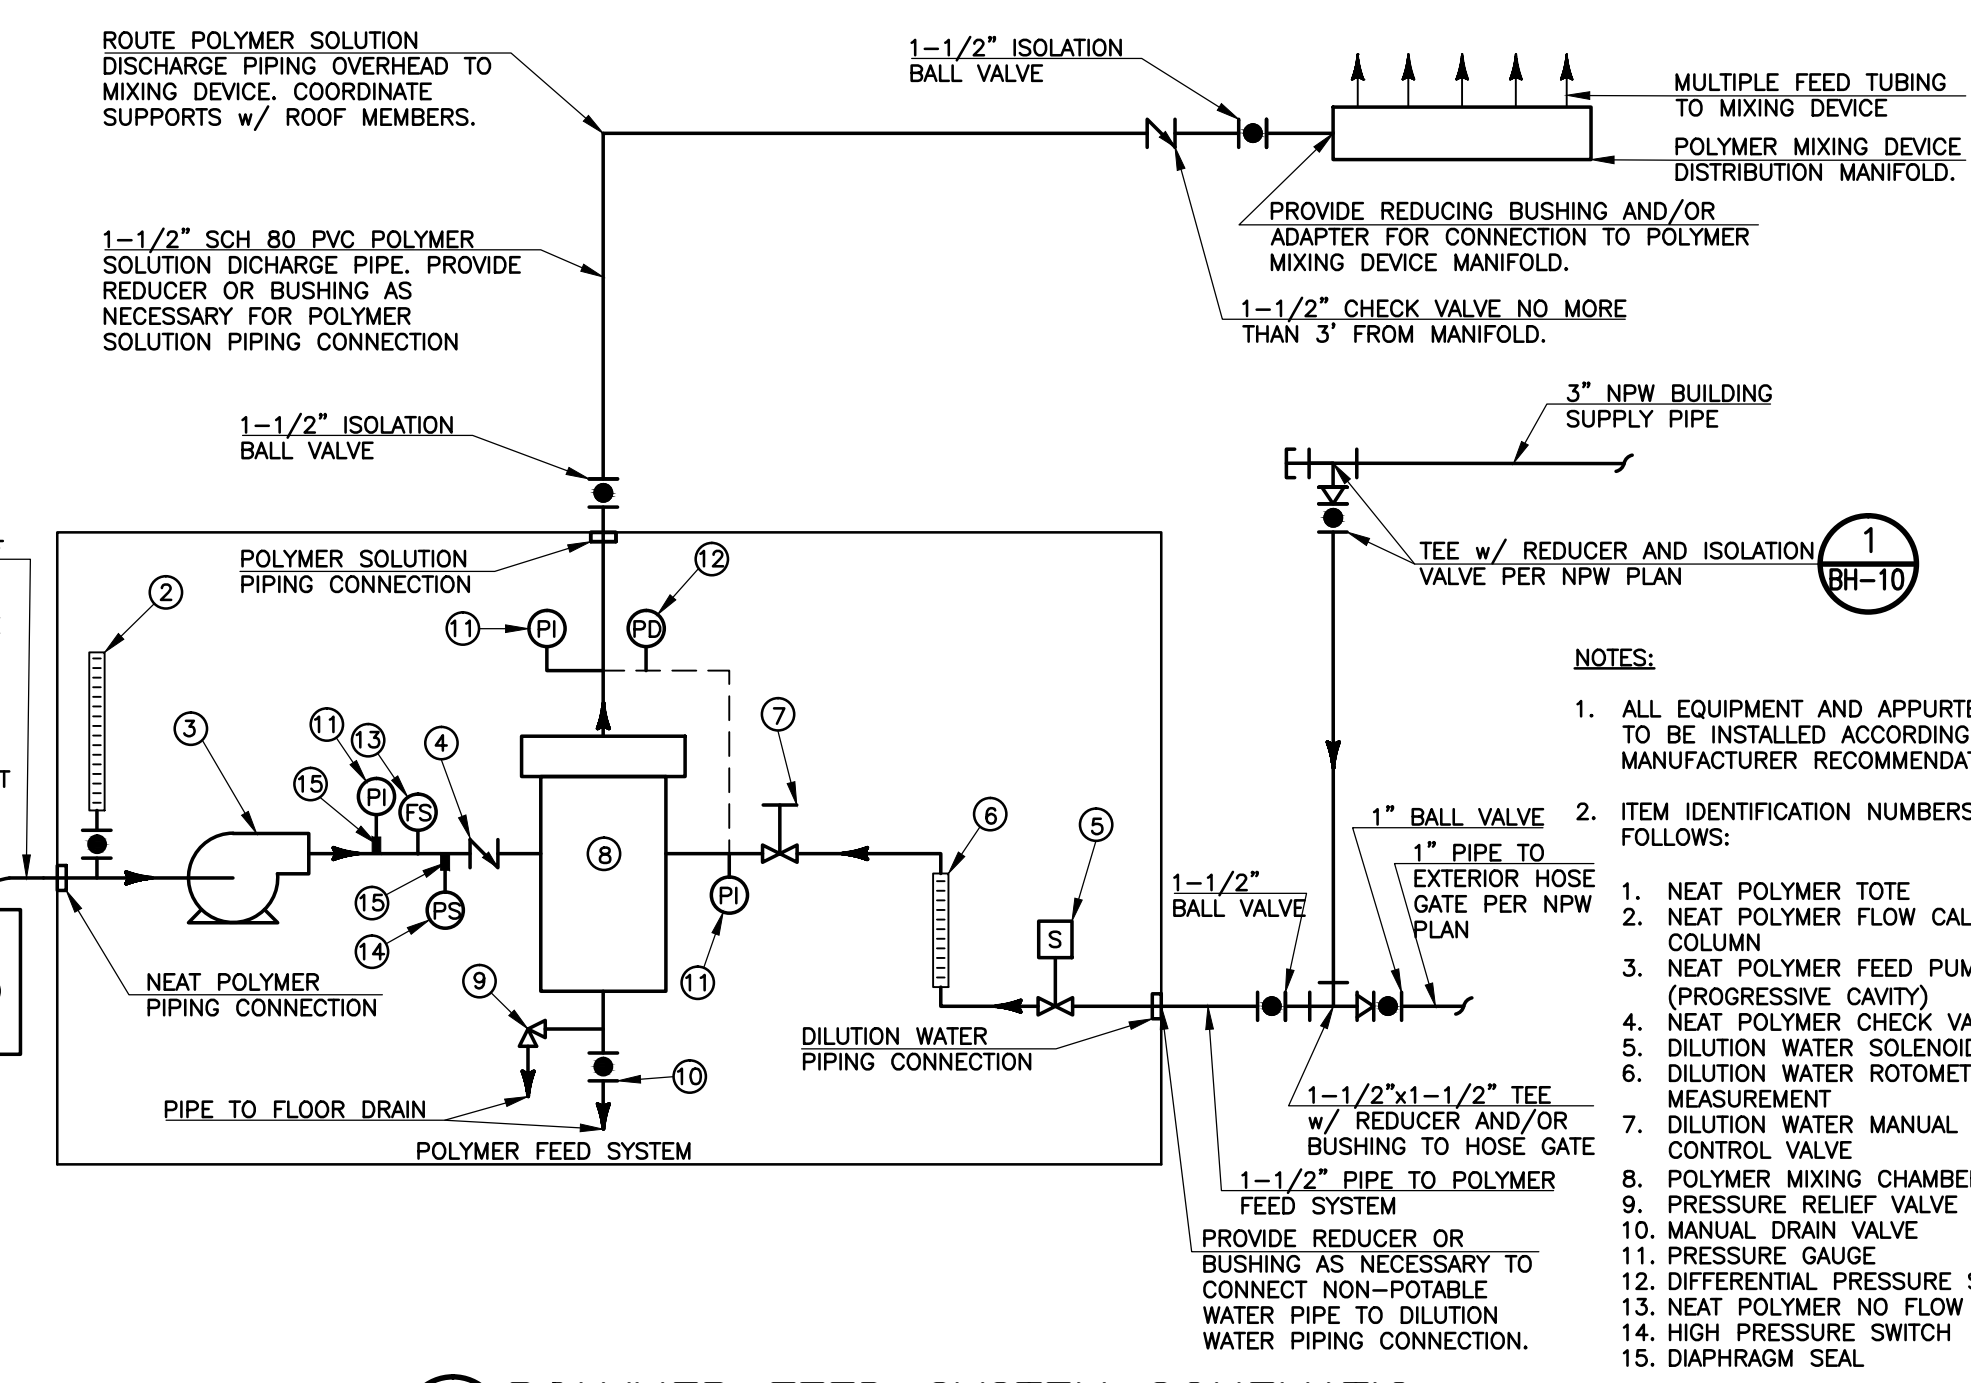 ROUTE POLYMER SOLUTION
DISCHARGE PIPING OVERHEAD TO
MIXING DEVICE. COORDINATE
SUPPORTS w/ ROOF MEMBERS.
1-1/2" ISOLATION
BALL VALVE
MULTIPLE FEED TUBING
TO MIXING DEVICE
POLYMER MIXING DEVICE
DISTRIBUTION MANIFOLD.
PROVIDE REDUCING BUSHING AND/OR
ADAPTER FOR CONNECTION TO POLYMER
MIXING DEVICE MANIFOLD.
1-1/2" SCH 80 PVC POLYMER
SOLUTION DICHARGE PIPE. PROVIDE
REDUCER OR BUSHING AS
NECESSARY FOR POLYMER
SOLUTION PIPING CONNECTION
1-1/2" CHECK VALVE NO MORE
THAN 3' FROM MANIFOLD.
3" NPW BUILDING
SUPPLY PIPE
1-1/2" ISOLATION
BALL VALVE
TEE w/ REDUCER AND ISOLATION
VALVE PER NPW PLAN
1
BH-10
POLYMER SOLUTION
PIPING CONNECTION
12
2
11
PI
PD
3
11
13
4
7
15
PI
FS
6
5
8
15
PS
14
PI
11
S
9
10
1" BALL VALVE
1" PIPE TO
EXTERIOR HOSE
GATE PER NPW
PLAN
1-1/2"
BALL VALVE
NEAT POLYMER
PIPING CONNECTION
DILUTION WATER
PIPING CONNECTION
PIPE TO FLOOR DRAIN
POLYMER FEED SYSTEM
1-1/2"x1-1/2" TEE
w/ REDUCER AND/OR
BUSHING TO HOSE GATE
1-1/2" PIPE TO POLYMER
FEED SYSTEM
PROVIDE REDUCER OR
BUSHING AS NECESSARY TO
CONNECT NON-POTABLE
WATER PIPE TO DILUTION
WATER PIPING CONNECTION.
NOTES:
1. ALL EQUIPMENT AND
TO BE INSTALLED ACCORDING
MANUFACTURER
2. ITEM IDENTIFICATION NUMBERS
FOLLOWS:
1. NEAT POLYMER TOTE
2. NEAT POLYMER FLOW
COLUMN
3. NEAT POLYMER FEED
(PROGRESSIVE CAVITY)
4. NEAT POLYMER CHECK
5. DILUTION WATER SOLENOID
6. DILUTION WATER
MEASUREMENT
7. DILUTION WATER MANUAL
CONTROL VALVE
8. POLYMER MIXING
9. PRESSURE RELIEF VALVE
10. MANUAL DRAIN VALVE
11. PRESSURE GAUGE
12. DIFFERENTIAL PRESSURE
13. NEAT POLYMER NO FLOW
14. HIGH PRESSURE SWITCH
15. DIAPHRAGM SEAL